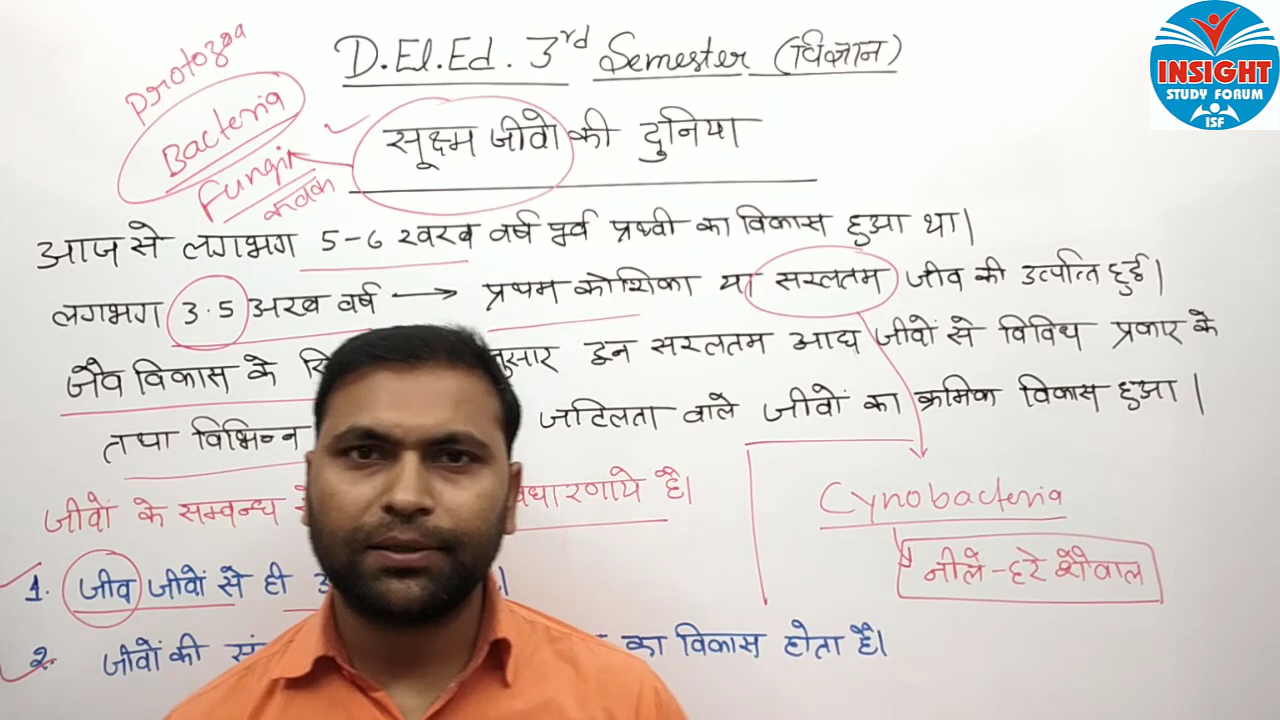 D.El.Ed. 3rd Semester (विज्ञान)
INSIGHT
STUDY FORUM
ISF
Protozoa
Bacteria
Fungi
कवक
सूक्ष्म जीवों की दुनिया
आज से लगभग 5-6 खरब वर्ष पूर्व पृथ्वी का विकास हुआ था।
लगभग 3.5 अरब वर्ष → प्रथम कोशिका या सरलतम जीव की उत्पत्ति हुई।
जैव विकास के इन सरलतम आद्य जीवों से विविध प्रकार के
तथा विभिन्न जटिलता वाले जीवों का क्रमिक विकास हुआ।
जीवों के सम्बन्ध है।
Cynobacteria
नीले-हरे शैवाल
1. जीव जीवों से ही
2. जीवों की का विकास होता है।